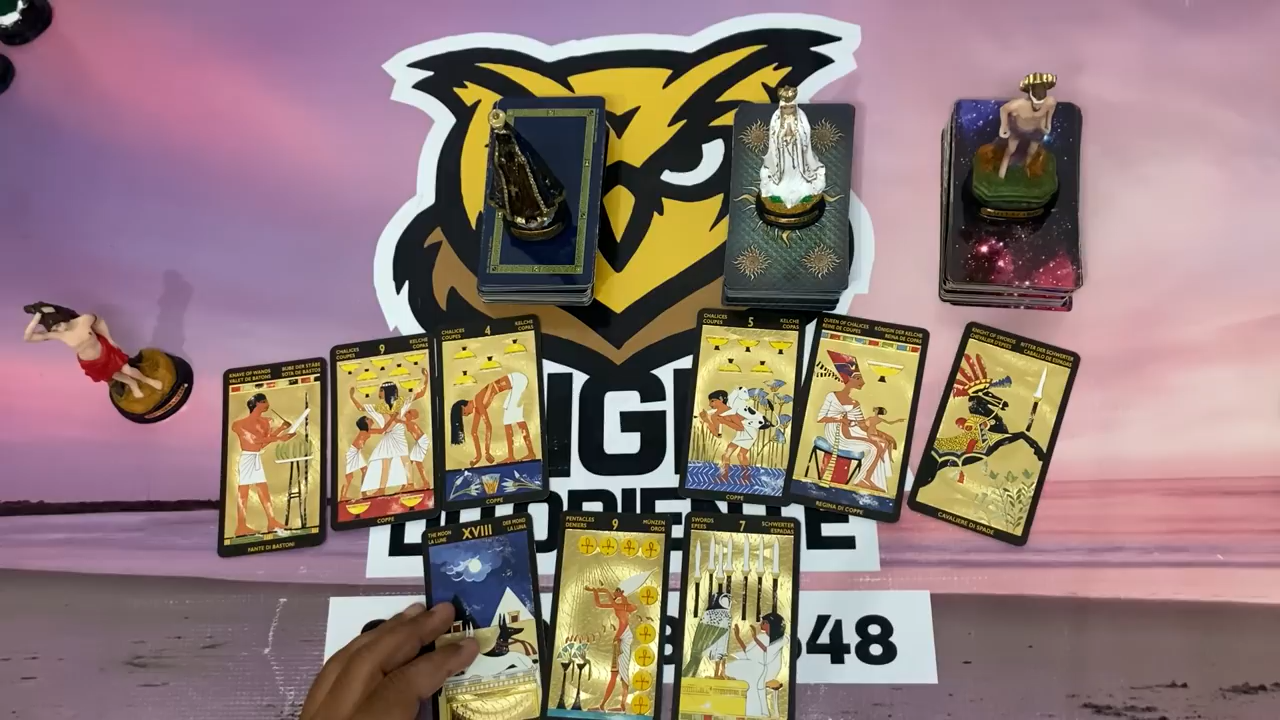 KNAVE OF WANDS
VALET DE BATONS
BUBE DER STÄBE
SOTA DE BASTOS
FANTE DI BASTONI
CHALICES
COUPES
9
KELCHE
COPAS
COPPE
CHALICES
COUPES
4
KELCHE
COPAS
COPPE
CHALICES
COUPES
5
KELCHE
COPAS
COPPE
QUEEN OF CHALICES
REINE DE COUPES
KÖNIGIN DER KELCHE
REINA DE COPAS
REGINA DI COPPE
KNIGHT OF SWORDS
CHEVALIER D'EPEES
RITTER DER SCHWERTER
CABALLO DE ESPADAS
CAVALIERE DI SPADE
THE MOON
LA LUNE
XVIII
DER MOND
LA LUNA
PENTACLES
DENIERS
9
MÜNZEN
OROS
SWORDS
EPEES
7
SCHWERTER
ESPADAS
48